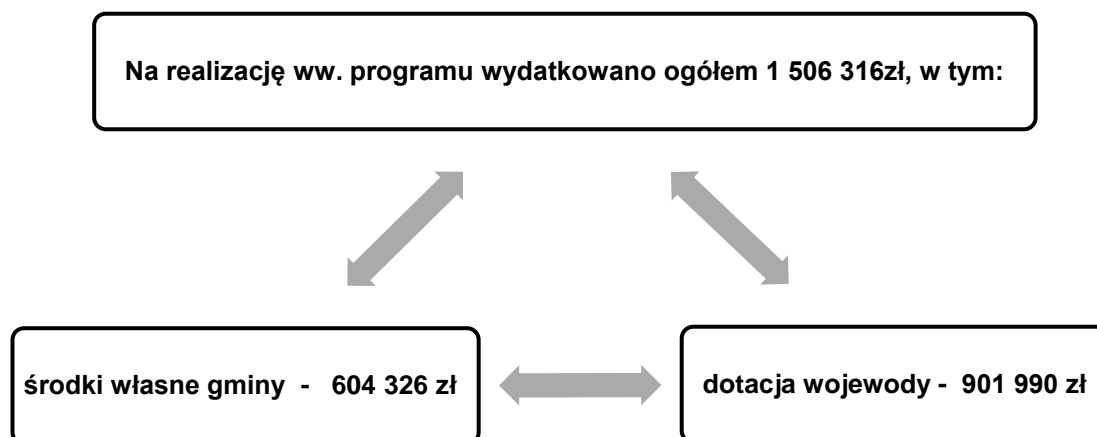 Na realizację ww. programu wydatkowano ogółem 1 506 316zł, w tym:
środki własne gminy - 604 326 zł
dotacja wojewody - 901 990 zł